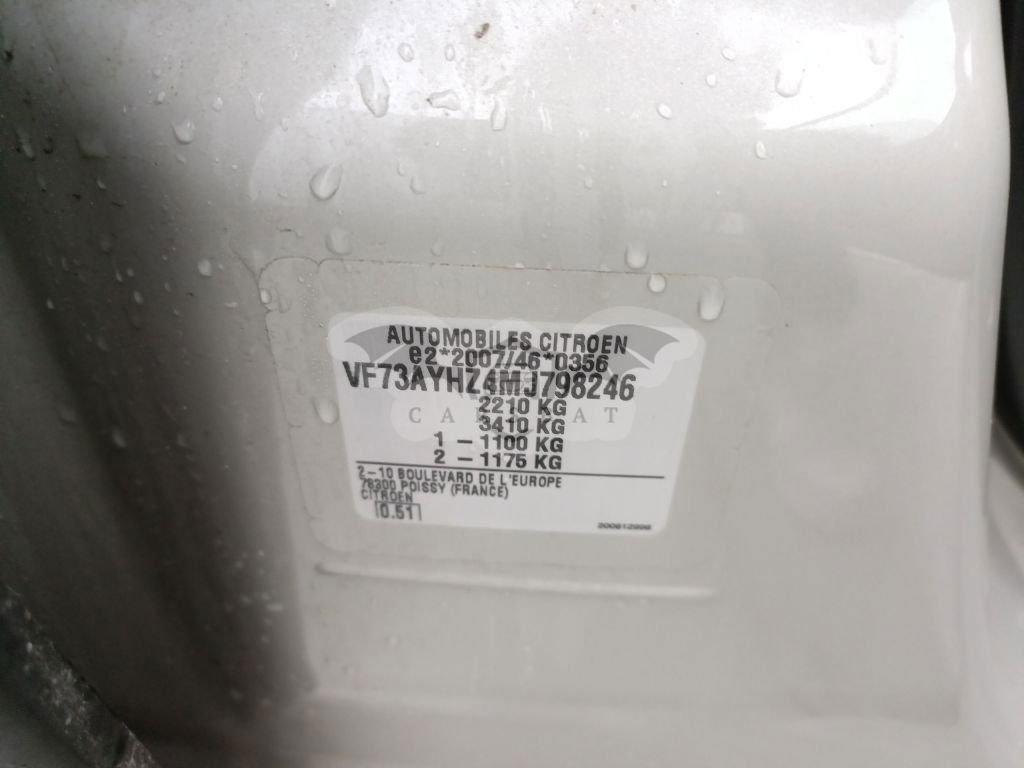 AUTOMOBILES CITROEN
e2*2007/46*0356
VF73AYHZ4MJ798246
2210 KG
3410 KG
1 - 1100 KG
2 - 1175 KG
2-10 BOULEVARD DE L'EUROPE
78300 POISSY (FRANCE)
CITROEN
[0.51]